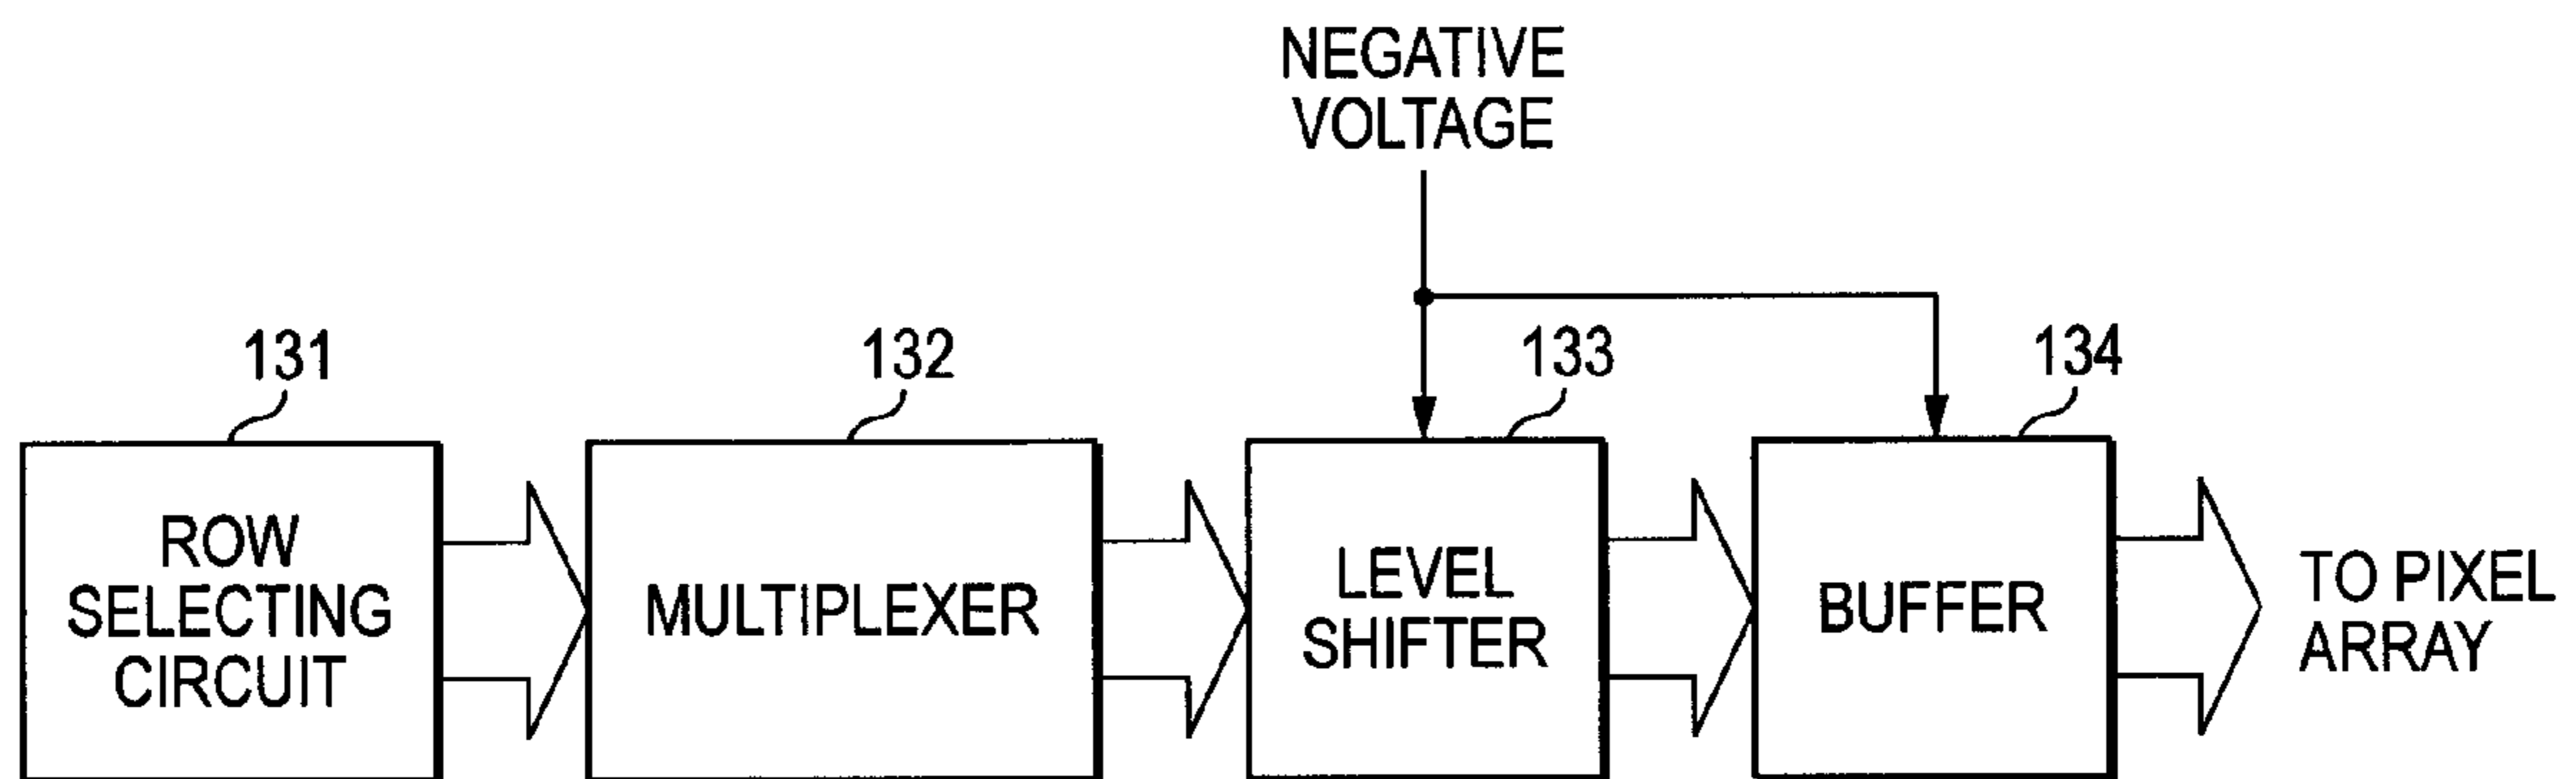 NEGATIVE
VOLTAGE
131
132
133
134
ROW
SELECTING
CIRCUIT
MULTIPLEXER
LEVEL
SHIFTER
BUFFER
TO PIXEL
ARRAY